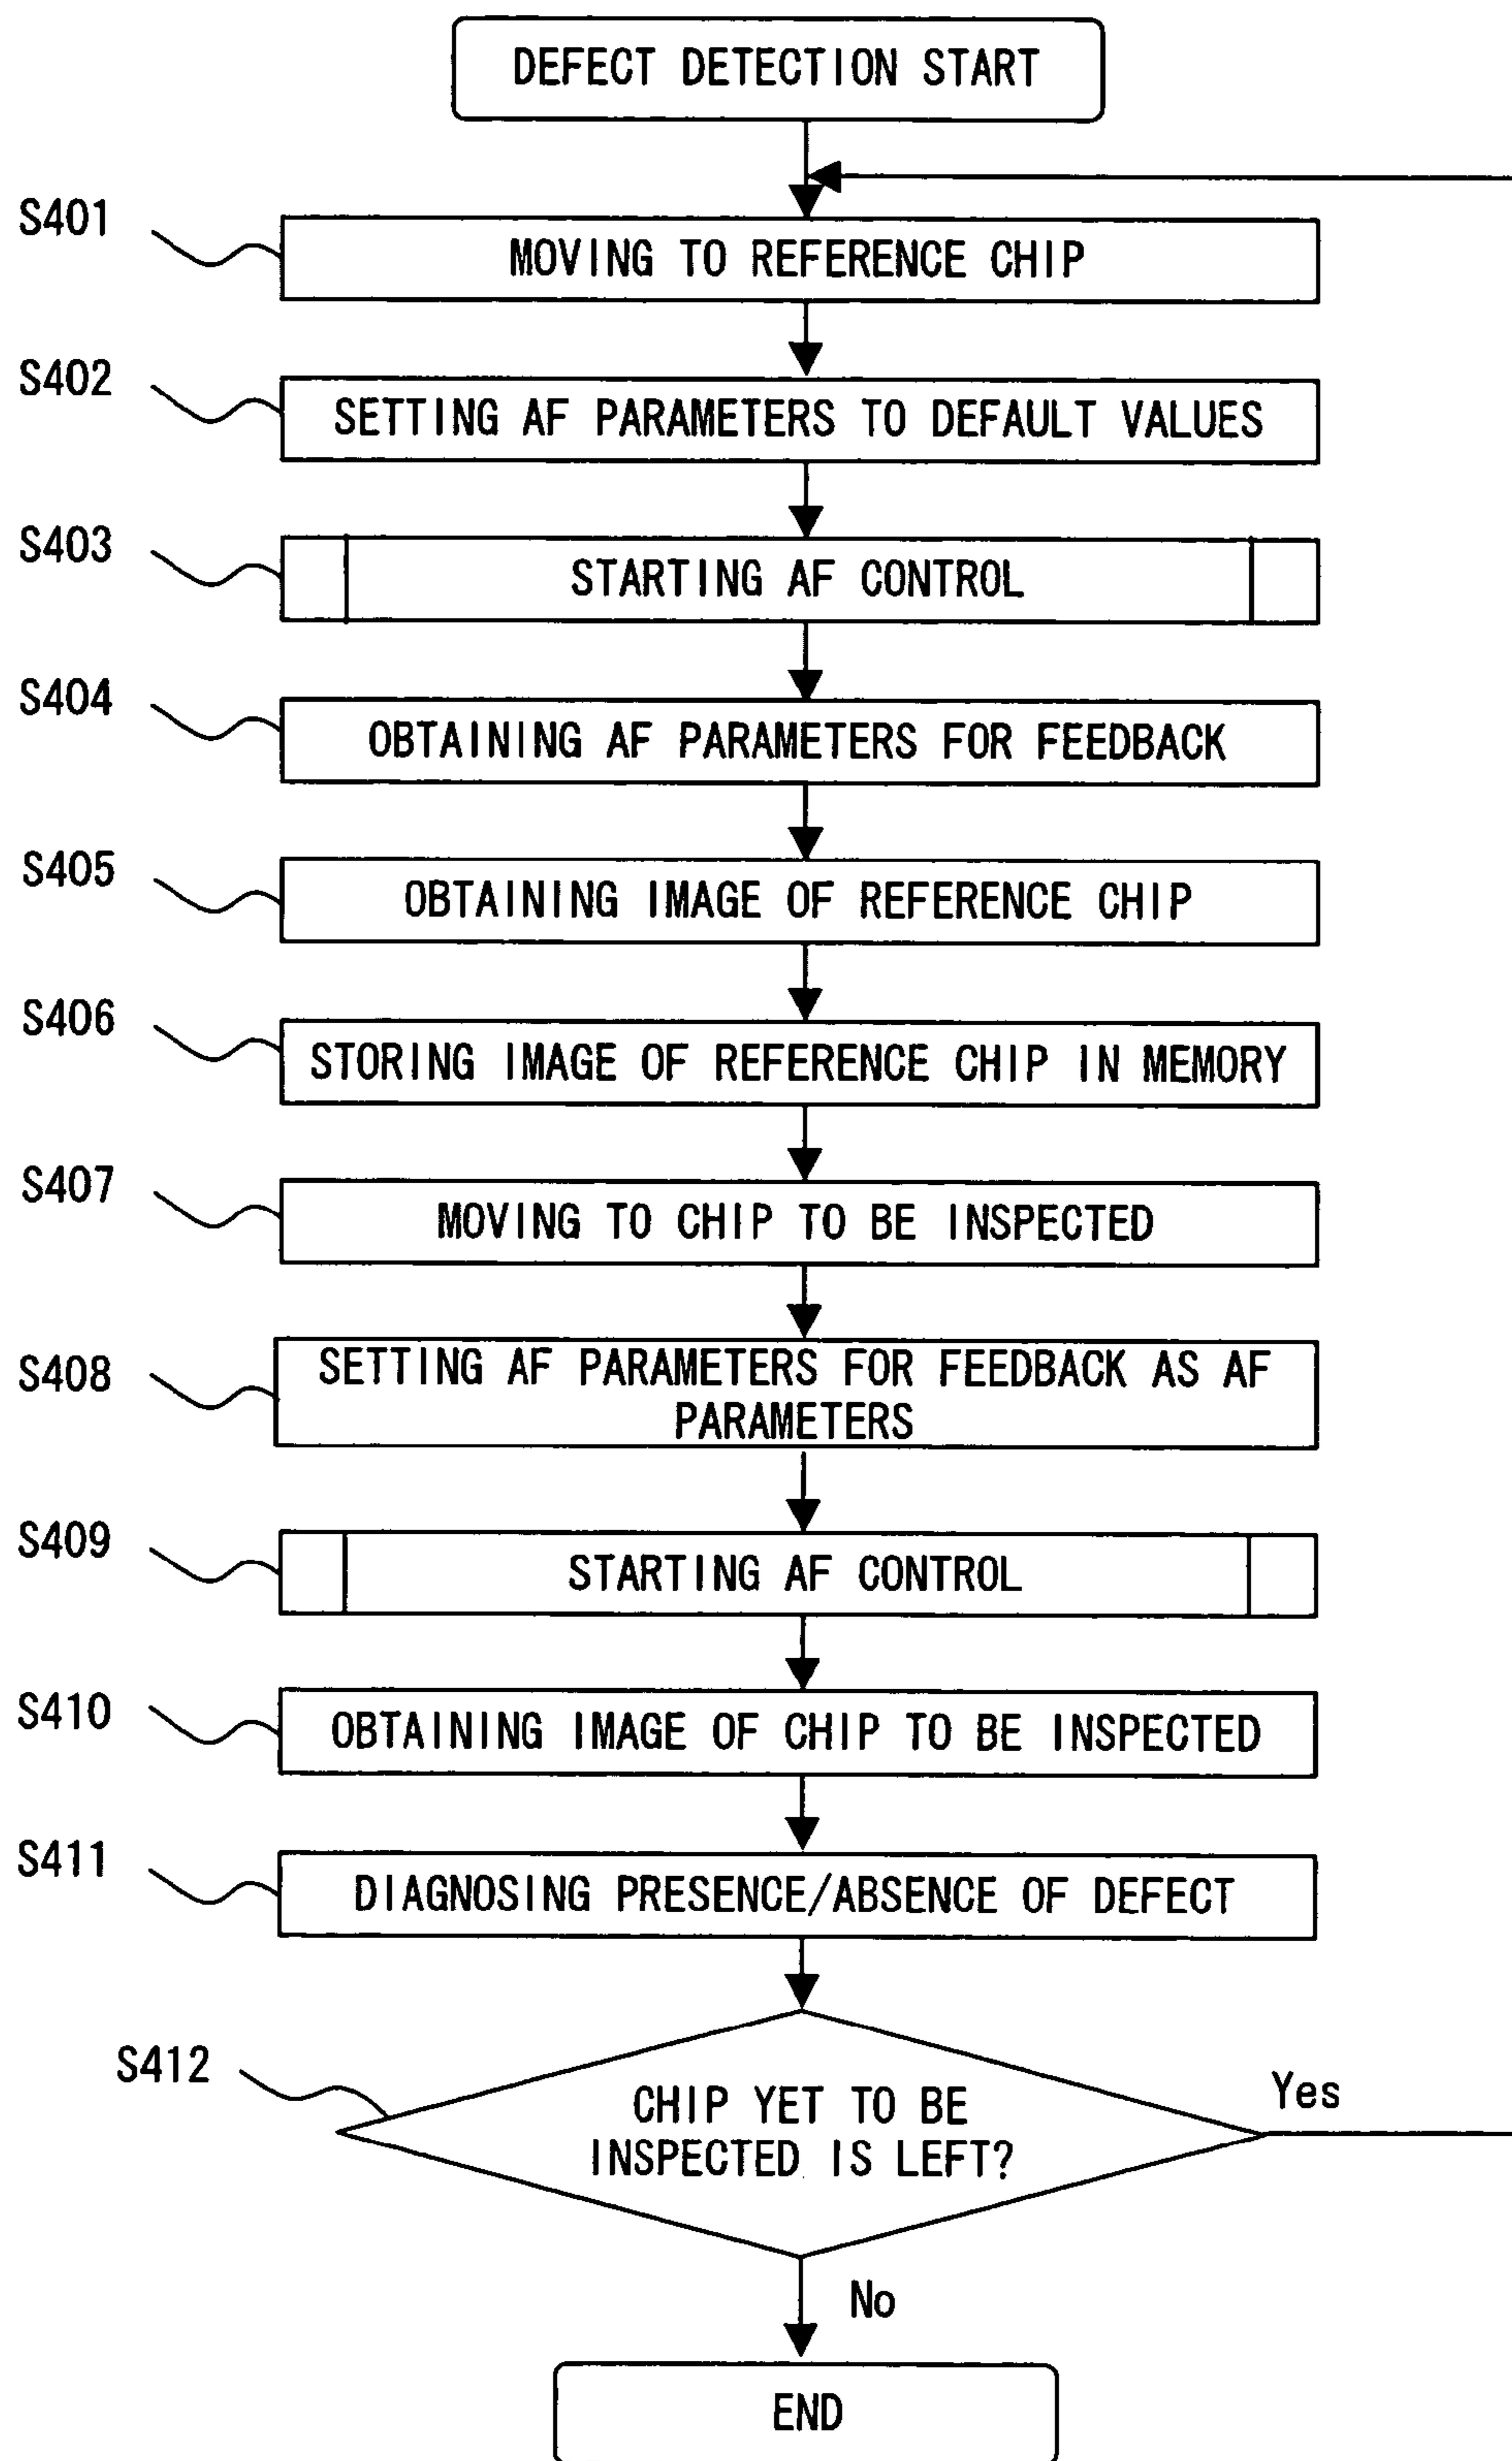 DEFECT DETECTION START
S401
MOVING TO REFERENCE CHIP
S402
SETTING AF PARAMETERS TO DEFAULT VALUES
S403
STARTING AF CONTROL
S404
OBTAINING AF PARAMETERS FOR FEEDBACK
S405
OBTAINING IMAGE OF REFERENCE CHIP
S406
STORING IMAGE OF REFERENCE CHIP IN MEMORY
S407
MOVING TO CHIP TO BE INSPECTED
S408
SETTING AF PARAMETERS FOR FEEDBACK AS AF
PARAMETERS
S409
STARTING AF CONTROL
S410
OBTAINING IMAGE OF CHIP TO BE INSPECTED
S411
DIAGNOSING PRESENCE/ABSENCE OF DEFECT
S412
CHIP YET TO BE
INSPECTED IS LEFT?
Yes
No
END